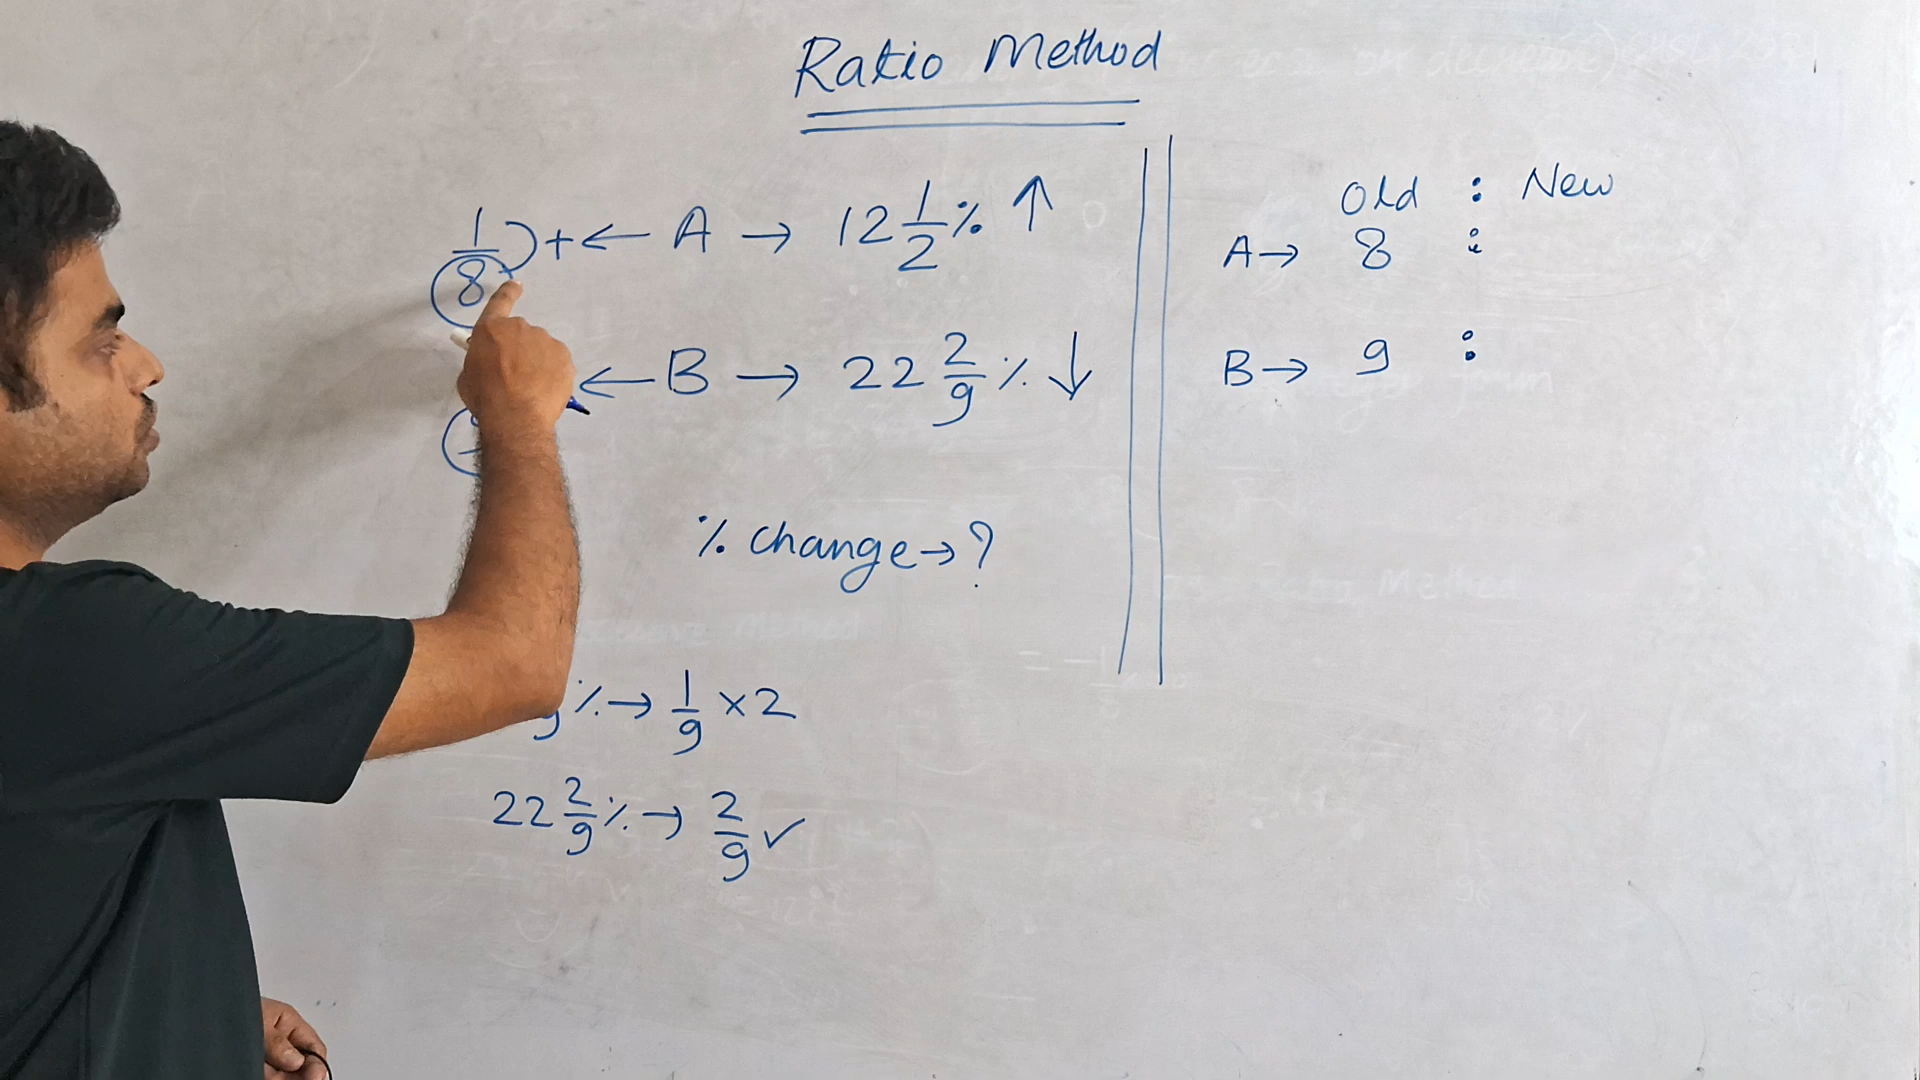 Ratio Method
1/8 + ← A → 12 1/2 % ↑
← B → 22 2/9 % ↓
% change → ?
% → 1/9 × 2
22 2/9 % → 2/9 ✓
Old : New
A → 8 :
B → 9 :